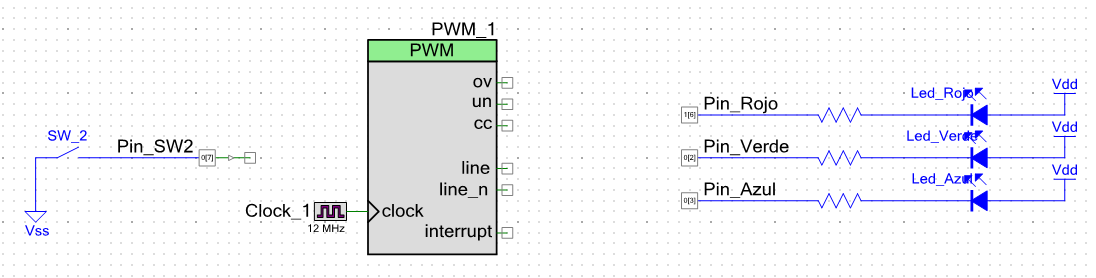 PWM_1
PWM
ov
un
cc
line
line_n
clock
interrupt
Clock_1
12 MHz
SW_2
Pin_SW2
0[7]
Vss
Pin_Rojo
1[6]
Led_Rojo
Vdd
Pin_Verde
0[2]
Led_Verde
Vdd
Pin_Azul
0[3]
Led_Azul
Vdd